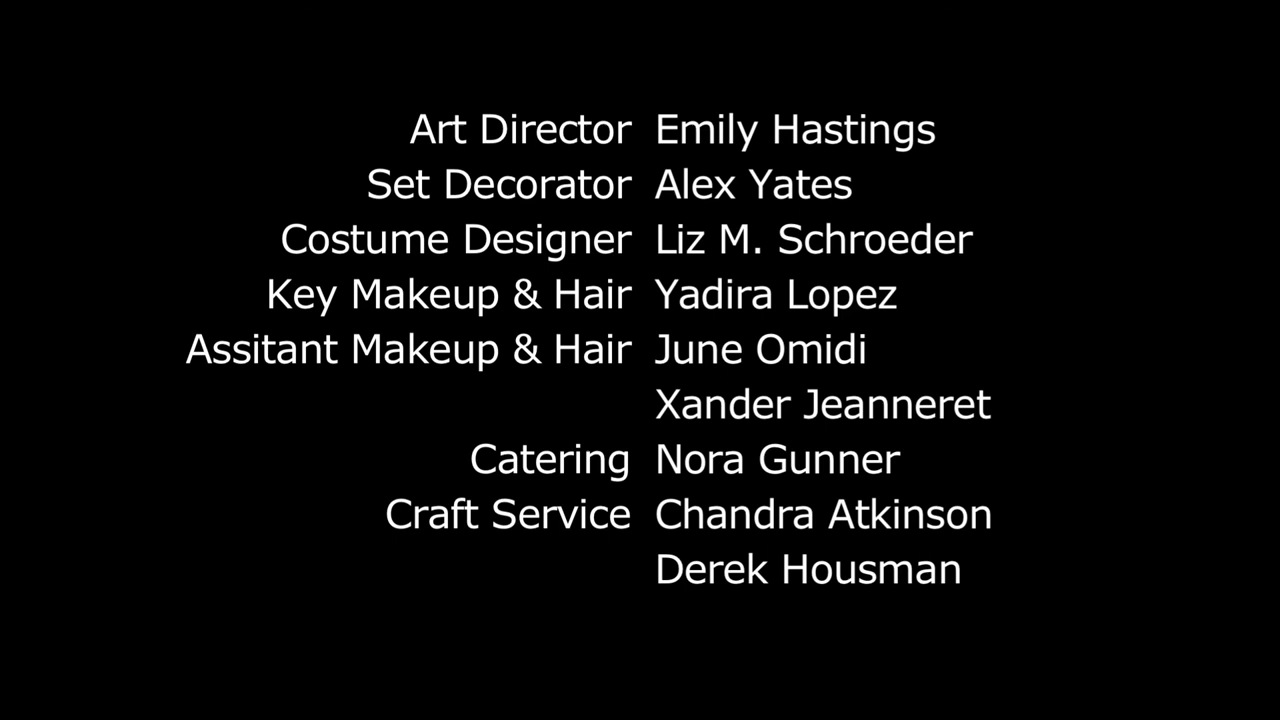 Art Director Emily Hastings
Set Decorator Alex Yates
Costume Designer Liz M. Schroeder
Key Makeup & Hair Yadira Lopez
Assitant Makeup & Hair June Omidi
Xander Jeanneret
Catering Nora Gunner
Craft Service Chandra Atkinson
Derek Housman